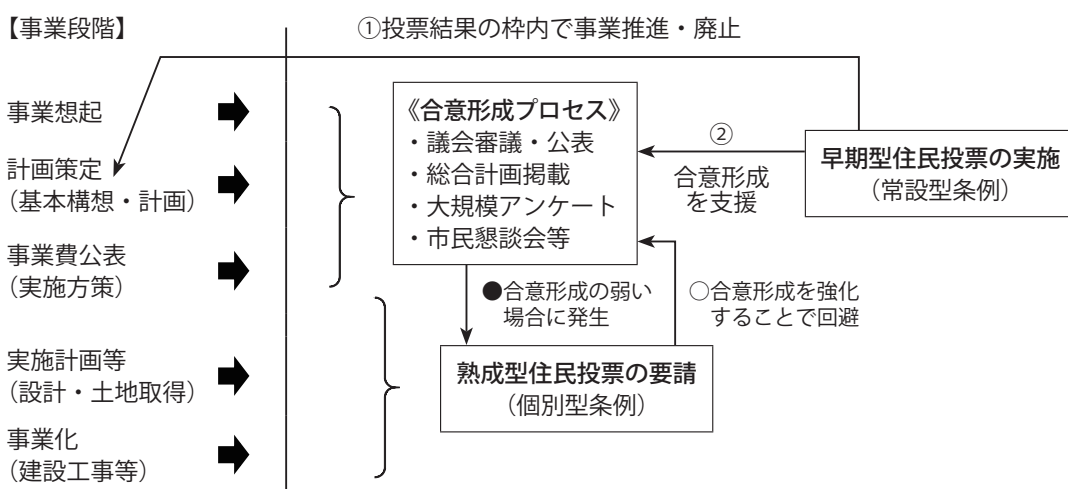 【事業段階】
①投票結果の枠内で事業推進・廃止
事業想起
計画策定
(基本構想・計画)
事業費公表
(実施方策)
実施計画等
(設計・土地取得)
事業化
(建設工事等)
《合意形成プロセス》
・議会審議・公表
・総合計画掲載
・大規模アンケート
・市民懇談会等
②
合意形成
を支援
早期型住民投票の実施
(常設型条例)
●合意形成の弱い
場合に発生
○合意形成を強化
することで回避
熟成型住民投票の要請
(個別型条例)